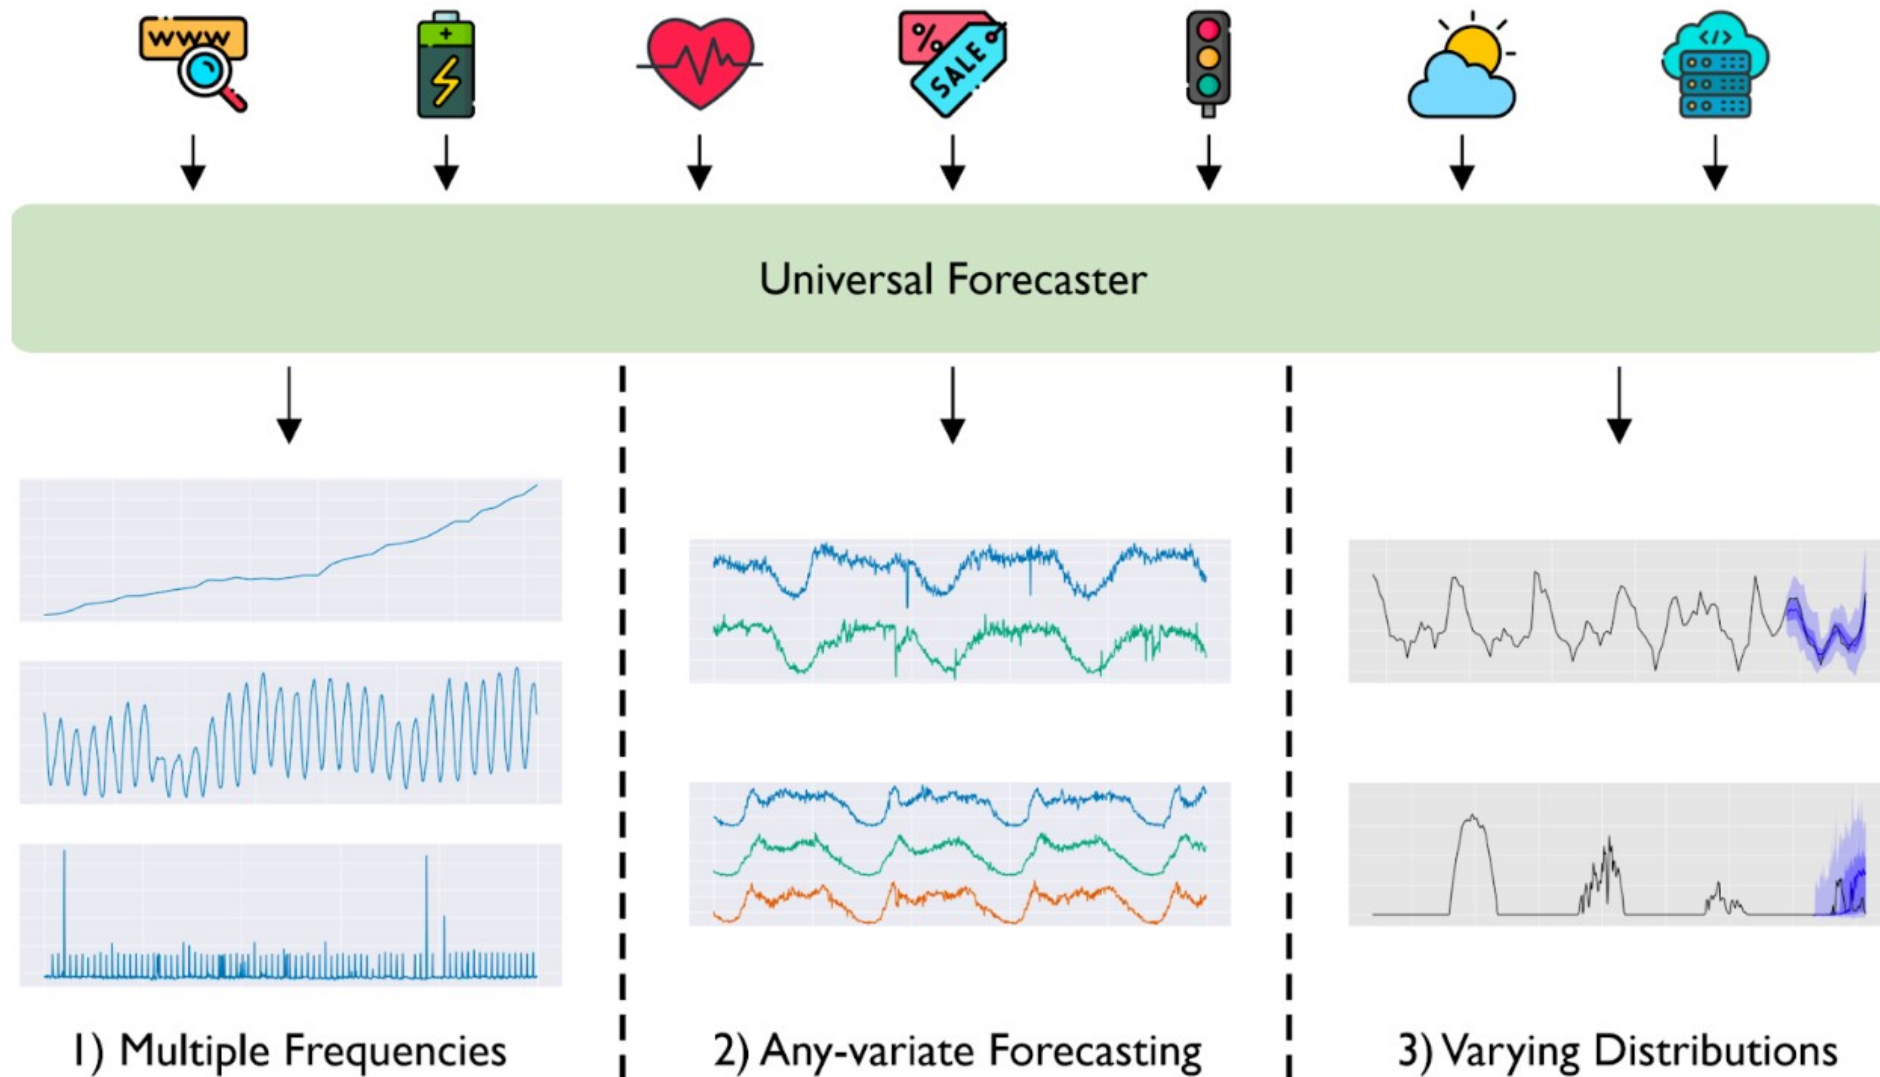 www
%
SALE
</>
Universal Forecaster
1) Multiple Frequencies
2) Any-variate Forecasting
3) Varying Distributions